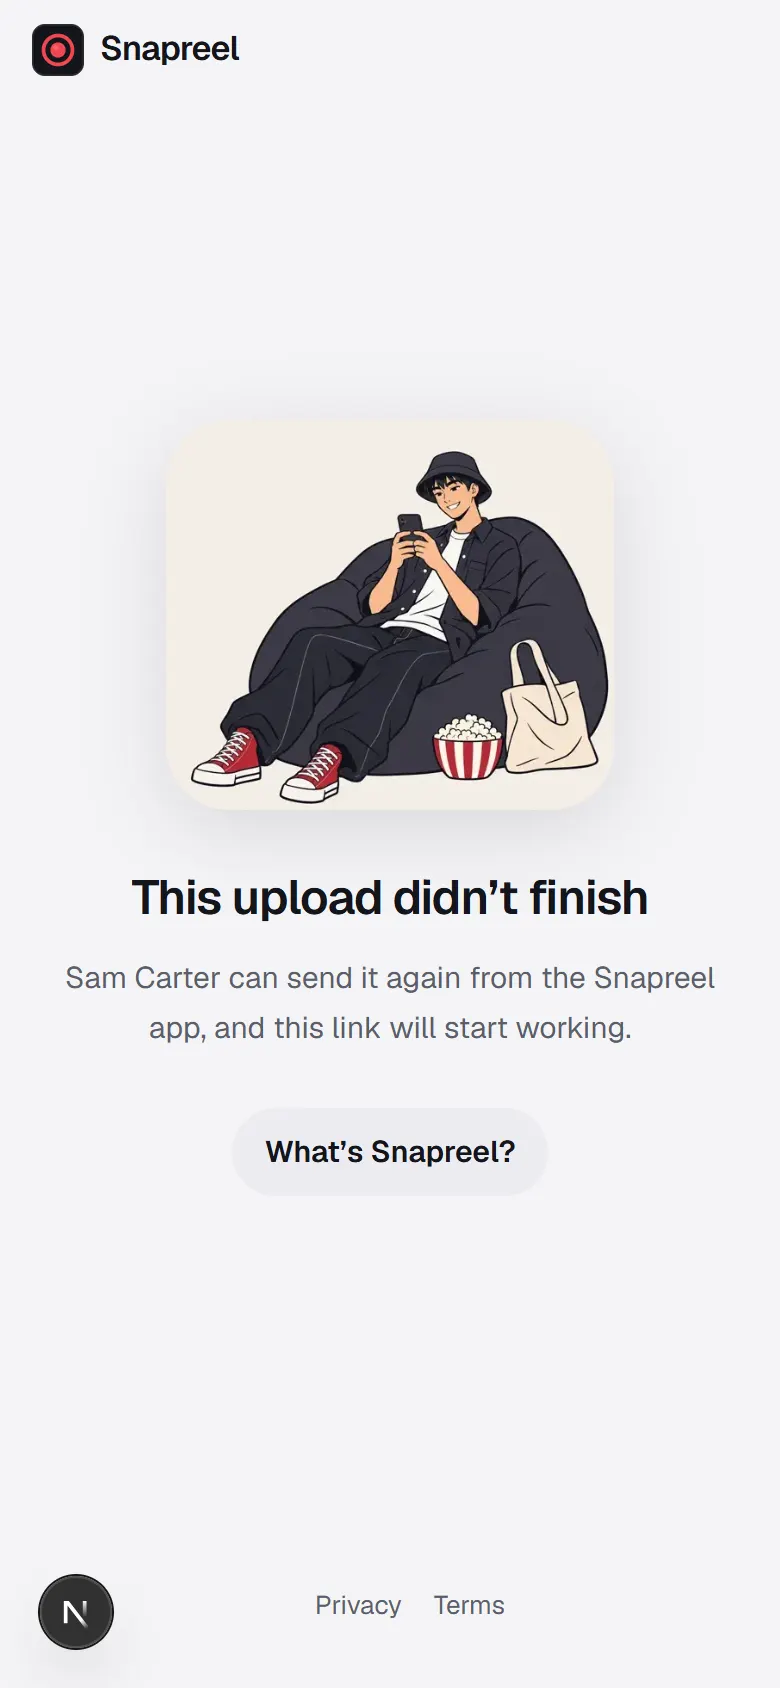 Snapreel
This upload didn’t finish
Sam Carter can send it again from the Snapreel
app, and this link will start working.
What’s Snapreel?
N
Privacy Terms